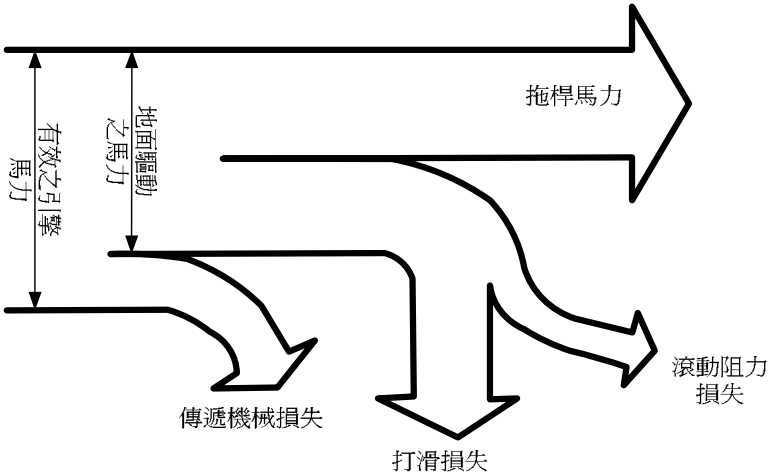 拖桿馬力
地面驅動
之馬力
有效之引擎
馬力
滾動阻力
損失
傳遞機械損失
打滑損失